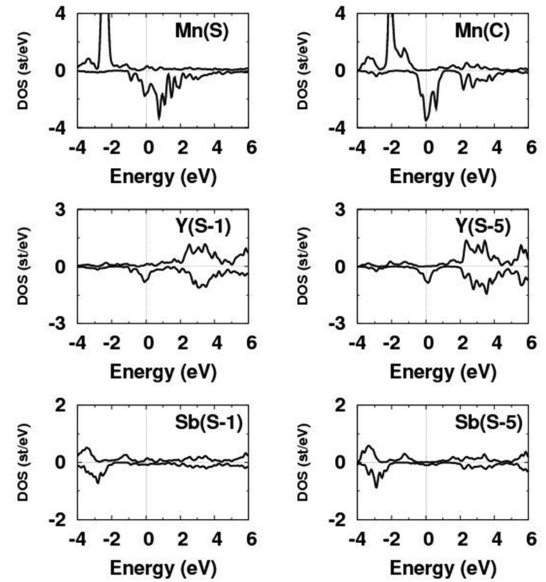 4 Mn(S) 4 Mn(C)
DOS (st/eV) 0 DOS (st/eV) 0
-4 -4
-4 -2 0 2 4 6 -4 -2 0 2 4 6
Energy (eV) Energy (eV)
3 Y(S-1) 3 Y(S-5)
DOS (st/eV) 0 DOS (st/eV) 0
-3 -3
-4 -2 0 2 4 6 -4 -2 0 2 4 6
Energy (eV) Energy (eV)
2 Sb(S-1) 2 Sb(S-5)
DOS (st/eV) 0 DOS (st/eV) 0
-2 -2
-4 -2 0 2 4 6 -4 -2 0 2 4 6
Energy (eV) Energy (eV)